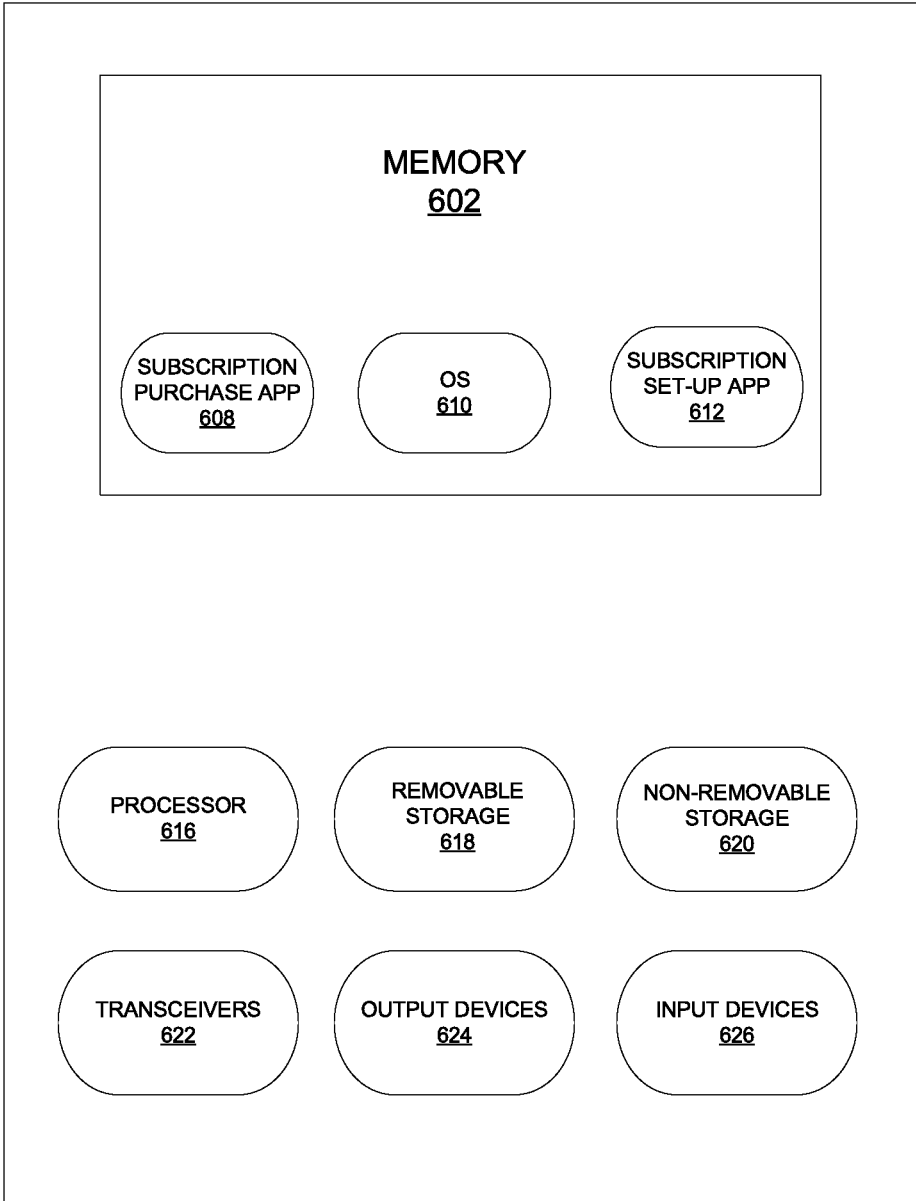 MEMORY
602
SUBSCRIPTION
PURCHASE APP
608
OS
610
SUBSCRIPTION
SET-UP APP
612
PROCESSOR
616
REMOVABLE
STORAGE
618
NON-REMOVABLE
STORAGE
620
TRANSCEIVERS
622
OUTPUT DEVICES
624
INPUT DEVICES
626